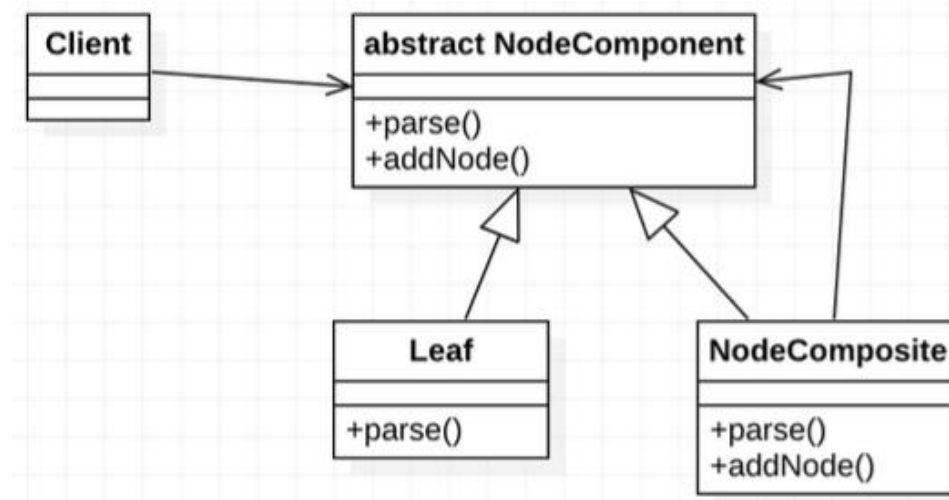 Client
abstract NodeComponent
+parse()
+addNode()
Leaf
+parse()
NodeComposite
+parse()
+addNode()